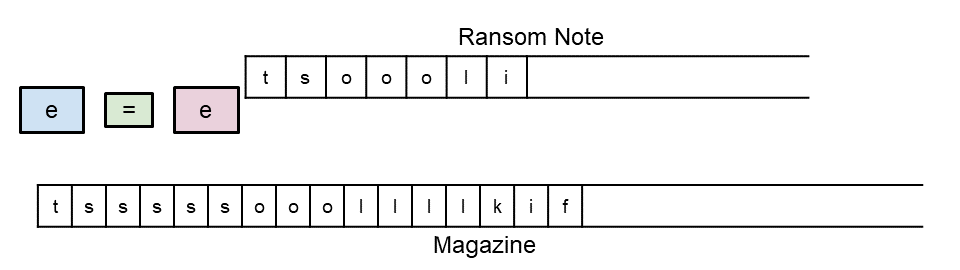 Ransom Note
t s o o o l i
e = e
t s s s s s o o o l l l l k i f
Magazine